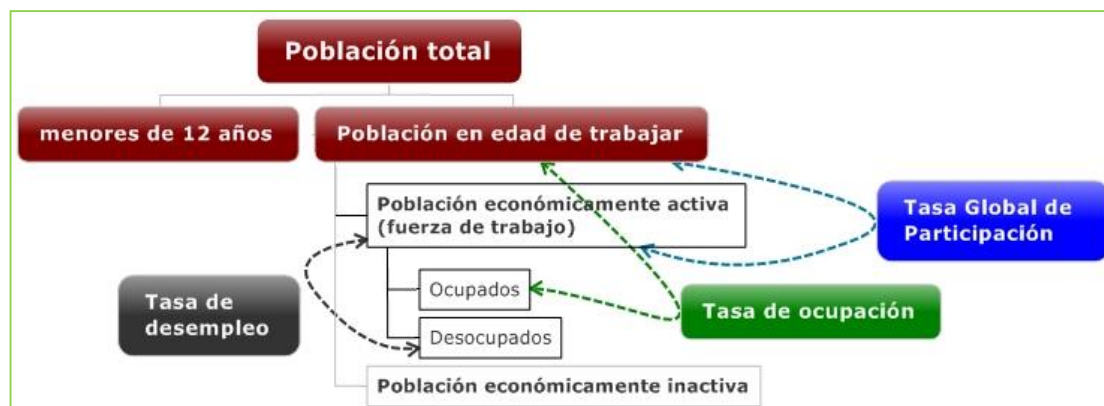 Población total
menores de 12 años
Población en edad de trabajar
Población económicamente activa
(fuerza de trabajo)
Tasa Global de
Participación
Tasa de
desempleo
Ocupados
Tasa de ocupación
Desocupados
Población económicamente inactiva